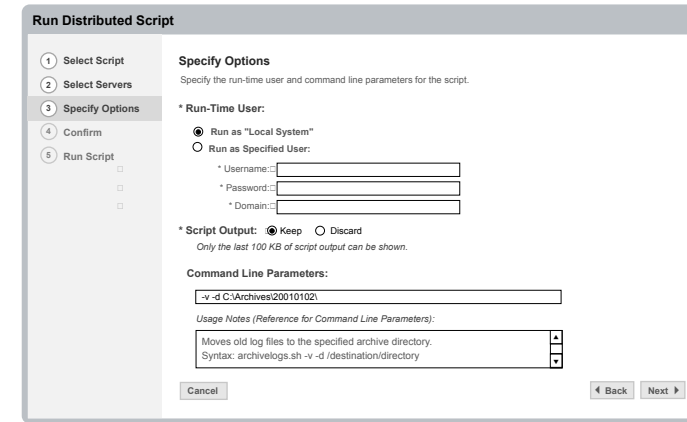 Run Distributed Script
1 Select Script
2 Select Servers
3 Specify Options
4 Confirm
5 Run Script
Specify Options
Specify the run-time user and command line parameters for the script.
* Run-Time User:
Run as "Local System"
Run as Specified User:
* Username:
* Password:
* Domain:
* Script Output: Keep Discard
Only the last 100 KB of script output can be shown.
Command Line Parameters:
-v -d C:\Archives\20010102\
Usage Notes (Reference for Command Line Parameters):
Moves old log files to the specified archive directory.
Syntax: archivelogs.sh -v -d /destination/directory
Cancel
Back Next